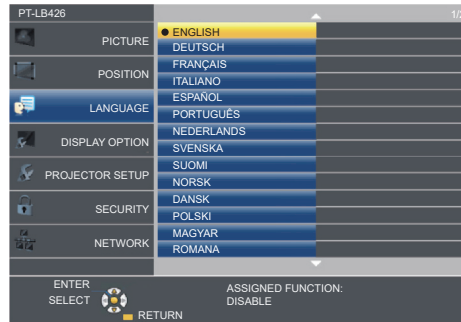 PT-LB426
PICTURE
POSITION
LANGUAGE
DISPLAY OPTION
PROJECTOR SETUP
SECURITY
NETWORK
ENGLISH
DEUTSCH
FRANÇAIS
ITALIANO
ESPAÑOL
PORTUGUÊS
NEDERLANDS
SVENSKA
SUOMI
NORSK
DANSK
POLSKI
MAGYAR
ROMANA
ENTER
SELECT
RETURN
ASSIGNED FUNCTION:
DISABLE